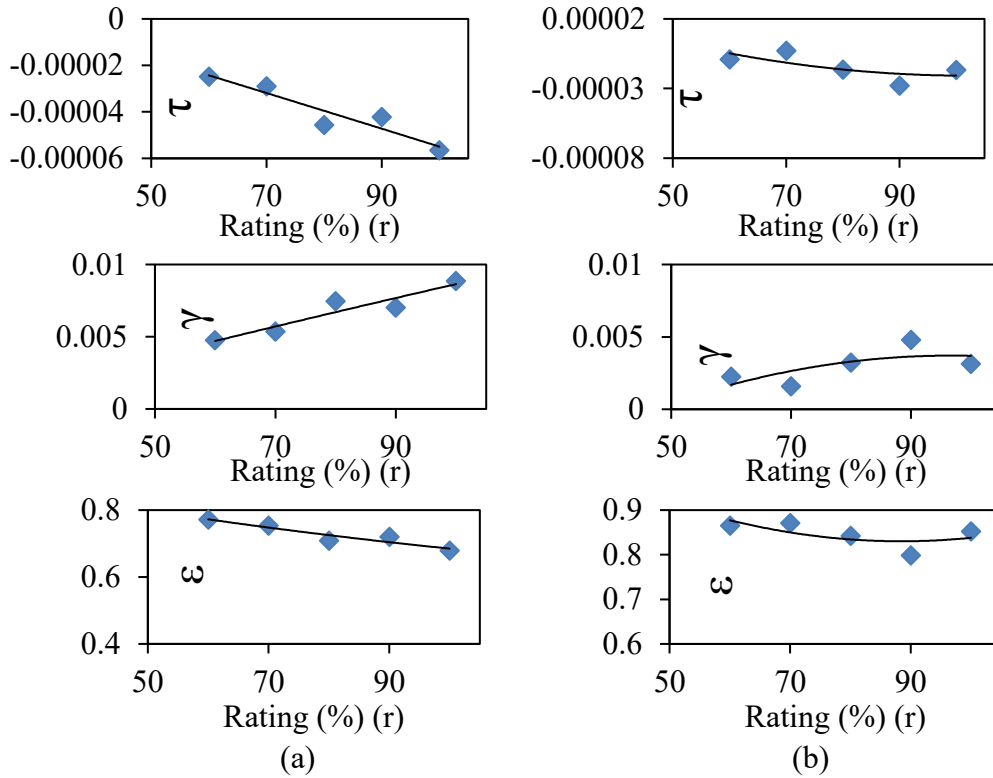 0
-0.00002
-0.00004
-0.00006
τ
50 70 90
Rating (%) (r)
0.01
0.005
0
γ
50 70 90
Rating (%) (r)
0.8
0.6
0.4
ε
50 70 90
Rating (%) (r)
(a)
0.00002
-0.00003
-0.00008
τ
50 70 90
Rating (%) (r)
0.01
0.005
0
γ
50 70 90
Rating (%) (r)
0.9
0.8
0.7
0.6
ε
50 70 90
Rating (%) (r)
(b)